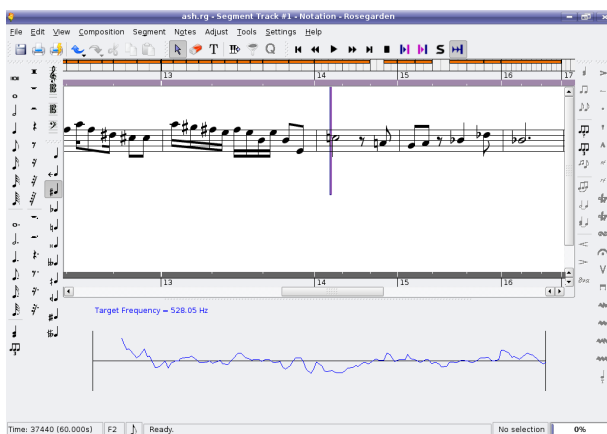 ash.rg - Segment Track #1 - Notation - Rosegarden
File Edit View Composition Segment Notes Adjust Tools Settings Help
13 14 15 16 17
13 14 15 16
Target Frequency = 528.05 Hz
Time: 37440 (60.000s) F2 Ready. No selection 0%